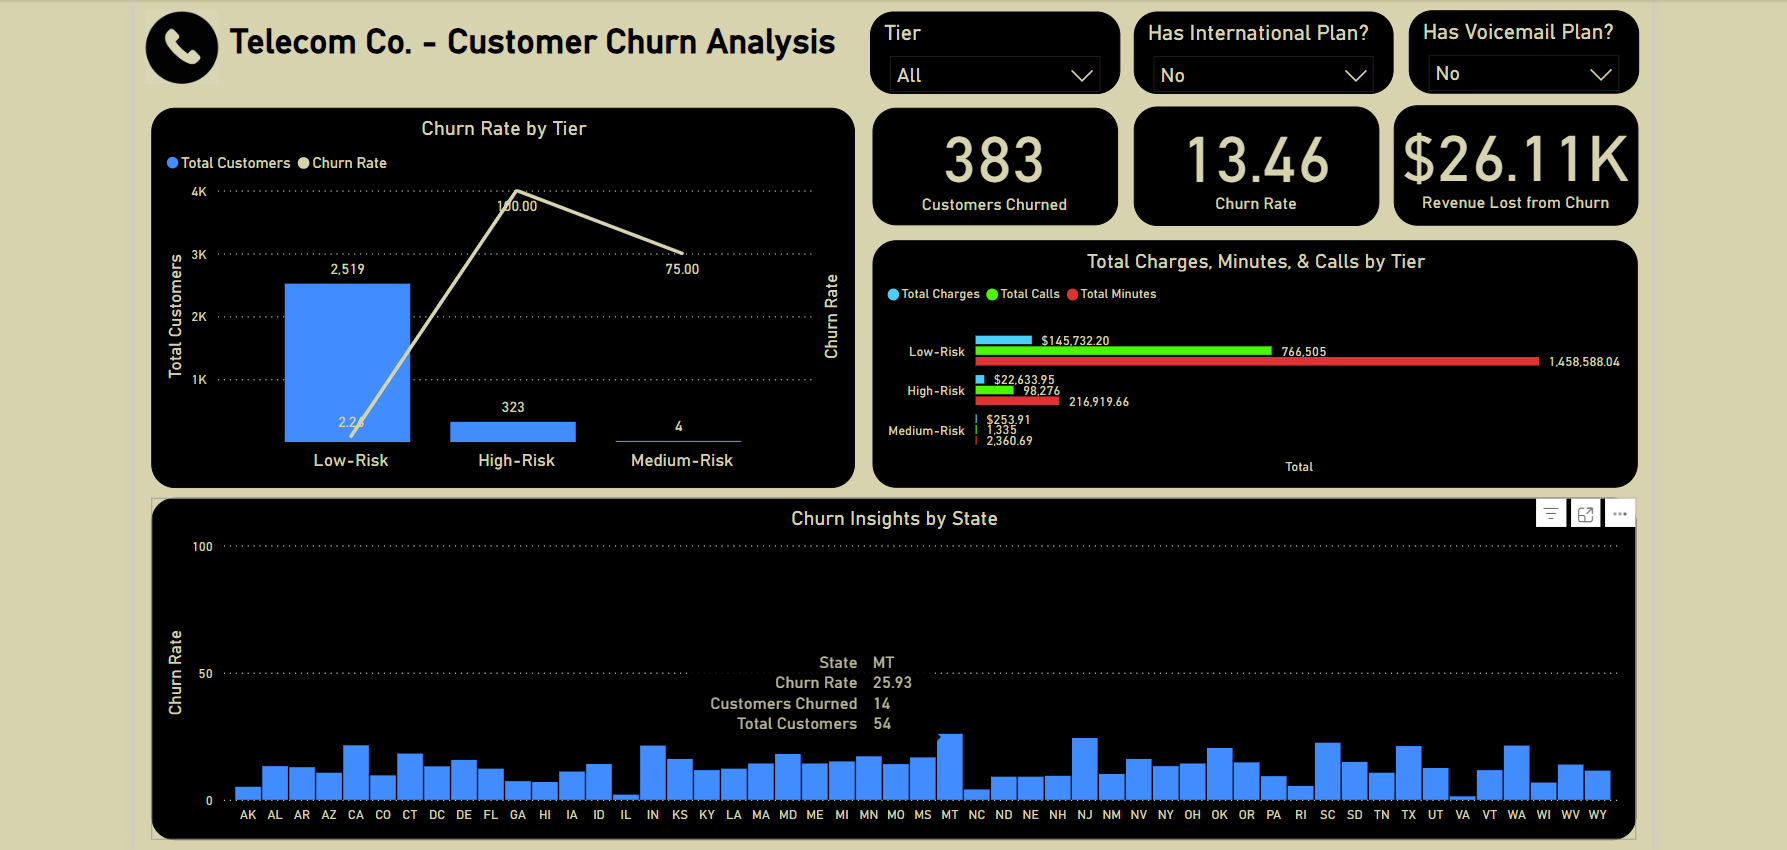 Telecom Co. - Customer Churn Analysis
Tier
All
Has International Plan?
No
Has Voicemail Plan?
No
Churn Rate by Tier
Total Customers Churn Rate
4K
3K
2K
1K
Total Customers
Churn Rate
2,519
323
4
100.00
75.00
Low-Risk High-Risk Medium-Risk
383
Customers Churned
13.46
Churn Rate
$26.11K
Revenue Lost from Churn
Total Charges, Minutes, & Calls by Tier
Total Charges Total Calls Total Minutes
Low-Risk
$145,732.20
766,505
1,458,588.04
High-Risk
$22,633.95
98,276
216,919.66
Medium-Risk
$253.91
1,335
2,360.69
Total
Churn Insights by State
100
50
0
Churn Rate
State MT
Churn Rate 25.93
Customers Churned 14
Total Customers 54
AK AL AR AZ CA CO CT DC DE FL GA HI IA ID IL IN KS KY LA MA MD ME MI MN MO MS MT NC ND NE NH NJ NM NV NY OH OK OR PA RI SC SD TN TX UT VA VT WA WI WV WY